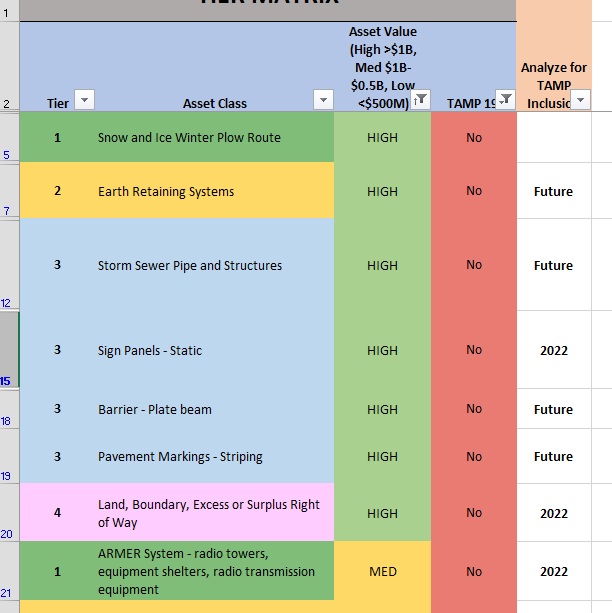 1
TIER MATRIX
Asset Value
(High >$1B,
Med $1B-
$0.5B, Low
<$500M)
Analyze for
TAMP
Inclusic
2 Tier Asset Class TAMP 19
5 1 Snow and Ice Winter Plow Route HIGH No
7 2 Earth Retaining Systems HIGH No Future
12 3 Storm Sewer Pipe and Structures HIGH No Future
15 3 Sign Panels - Static HIGH No 2022
18 3 Barrier - Plate beam HIGH No Future
19 3 Pavement Markings - Striping HIGH No Future
20 4 Land, Boundary, Excess or Surplus Right
of Way HIGH No 2022
21 1 ARMER System - radio towers,
equipment shelters, radio transmission
equipment MED No 2022